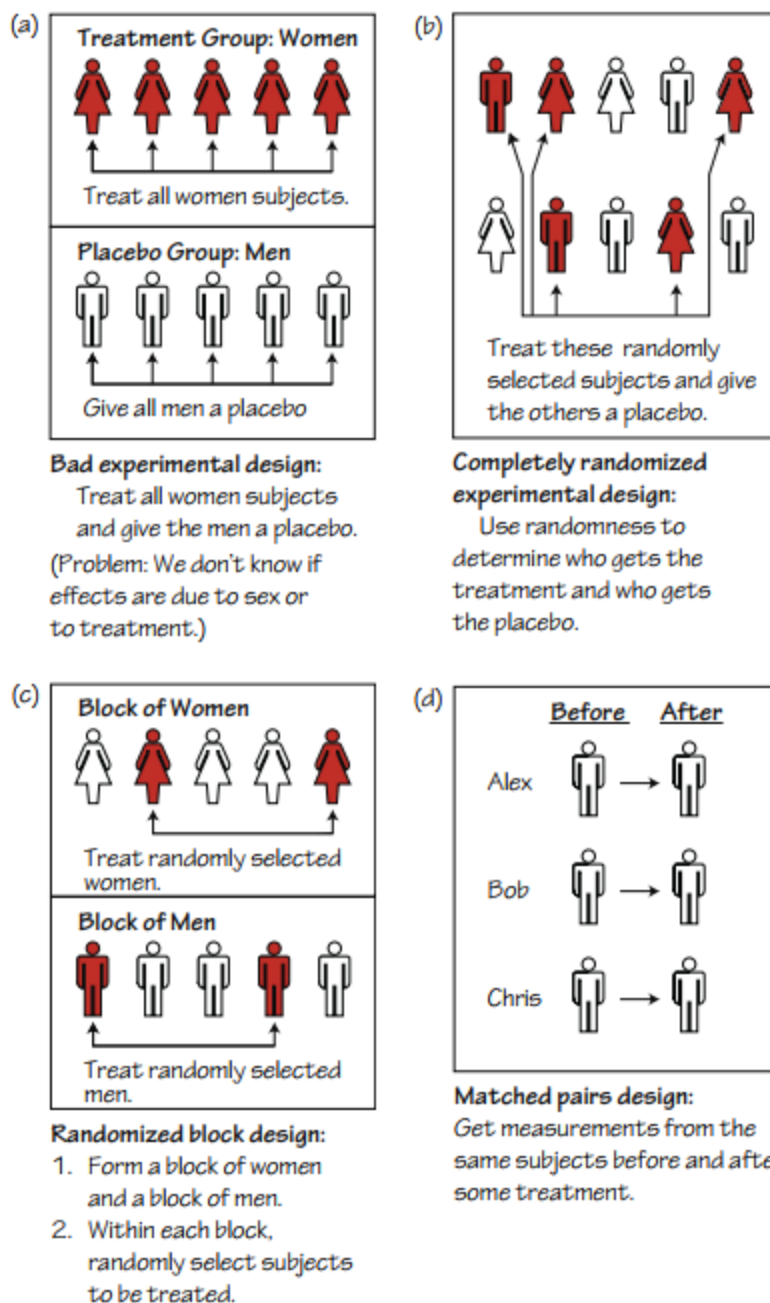 (a)
Treatment Group: Women
Treat all women subjects.
Placebo Group: Men
Give all men a placebo
Bad experimental design:
Treat all women subjects
and give the men a placebo.
(Problem: We don't know if
effects are due to sex or
to treatment.)
(b)
Treat these randomly
selected subjects and give
the others a placebo.
Completely randomized
experimental design:
Use randomness to
determine who gets the
treatment and who gets
the placebo.
(c)
Block of Women
Treat randomly selected
women.
Block of Men
Treat randomly selected
men.
Randomized block design:
1. Form a block of women
and a block of men.
2. Within each block,
randomly select subjects
to be treated.
(d)
Before After
Alex
Bob
Chris
Matched pairs design:
Get measurements from the
same subjects before and afte
some treatment.